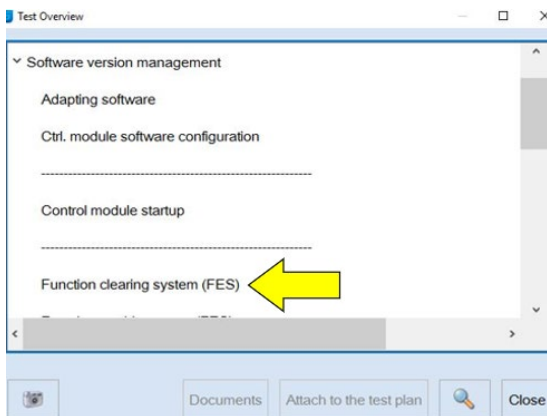 Test Overview
Software version management
Adapting software
Ctrl. module software configuration
------------------------------------------------------------
Control module startup
------------------------------------------------------------
Function clearing system (FES)
Documents
Attach to the test plan
Close